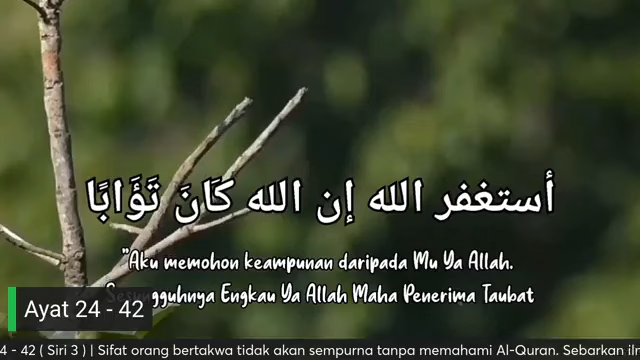 أستغفر الله إن الله كَانَ تَؤَابًا
"Aku memohon keampunan daripada Mu Ya Allah.
Sesungguhnya Engkau Ya Allah Maha Penerima Taubat
Ayat 24 - 42
4 - 42 ( Siri 3 ) | Sifat orang bertakwa tidak akan sempurna tanpa memahami Al-Quran. Sebarkan